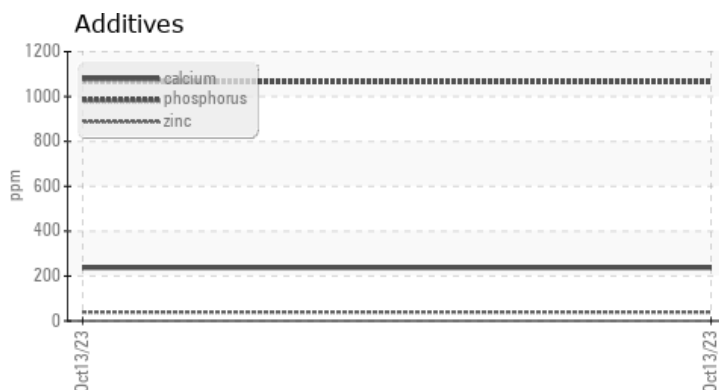 Additives
1200
1000
800
600
400
200
0
ppm
calcium
phosphorus
zinc
Oct13/23
Oct13/23